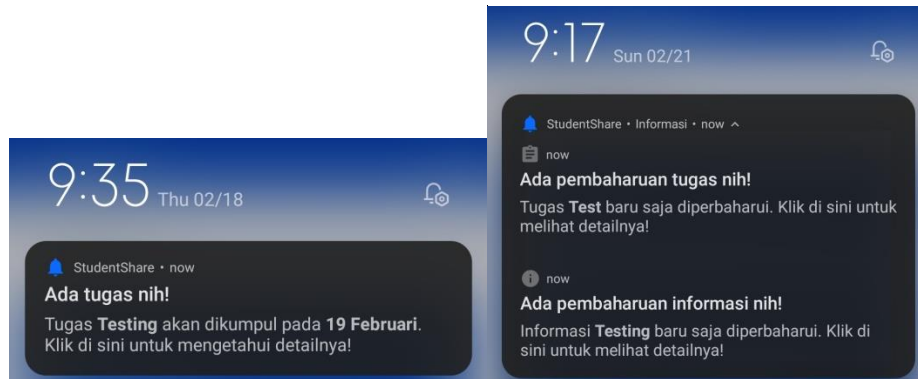 9:35 Thu 02/18
StudentShare • now
Ada tugas nih!
Tugas Testing akan dikumpul pada 19 Februari.
Klik di sini untuk mengetahui detailnya!
9:17 Sun 02/21
StudentShare • Informasi • now
now
Ada pembaharuan tugas nih!
Tugas Test baru saja diperbaharui. Klik di sini untuk
melihat detailnya!
now
Ada pembaharuan informasi nih!
Informasi Testing baru saja diperbaharui. Klik di
sini untuk melihat detailnya!